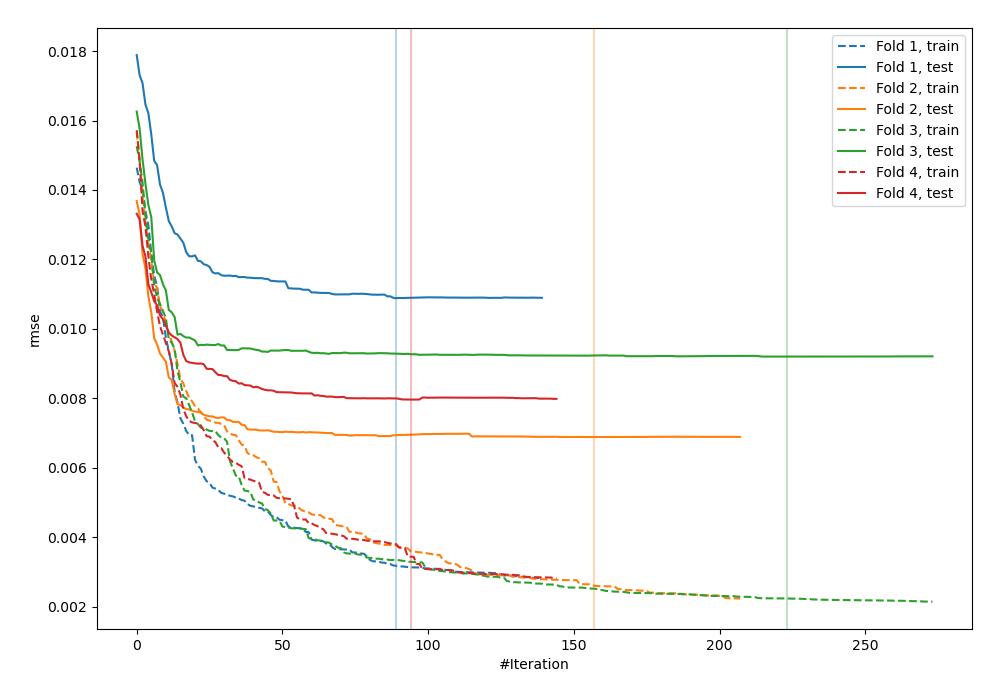 0.018
0.016
0.014
0.012
0.010
0.008
0.006
0.004
0.002
rmse
0 50 100 150 200 250
#Iteration
Fold 1, train
Fold 1, test
Fold 2, train
Fold 2, test
Fold 3, train
Fold 3, test
Fold 4, train
Fold 4, test